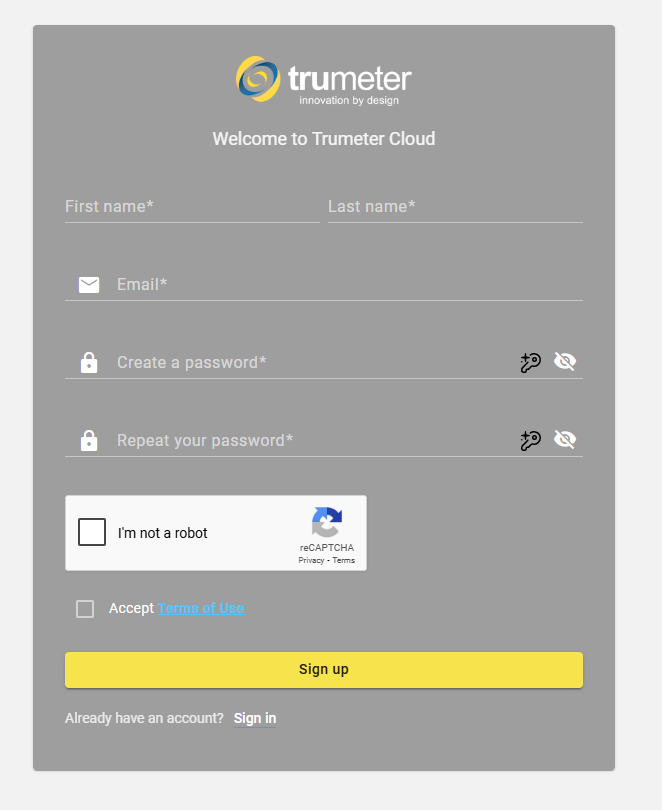 trumeter
innovation by design
Welcome to Trumeter Cloud
First name* Last name*
Email*
Create a password*
Repeat your password*
I'm not a robot
reCAPTCHA
Privacy - Terms
Accept Terms of Use
Sign up
Already have an account? Sign in